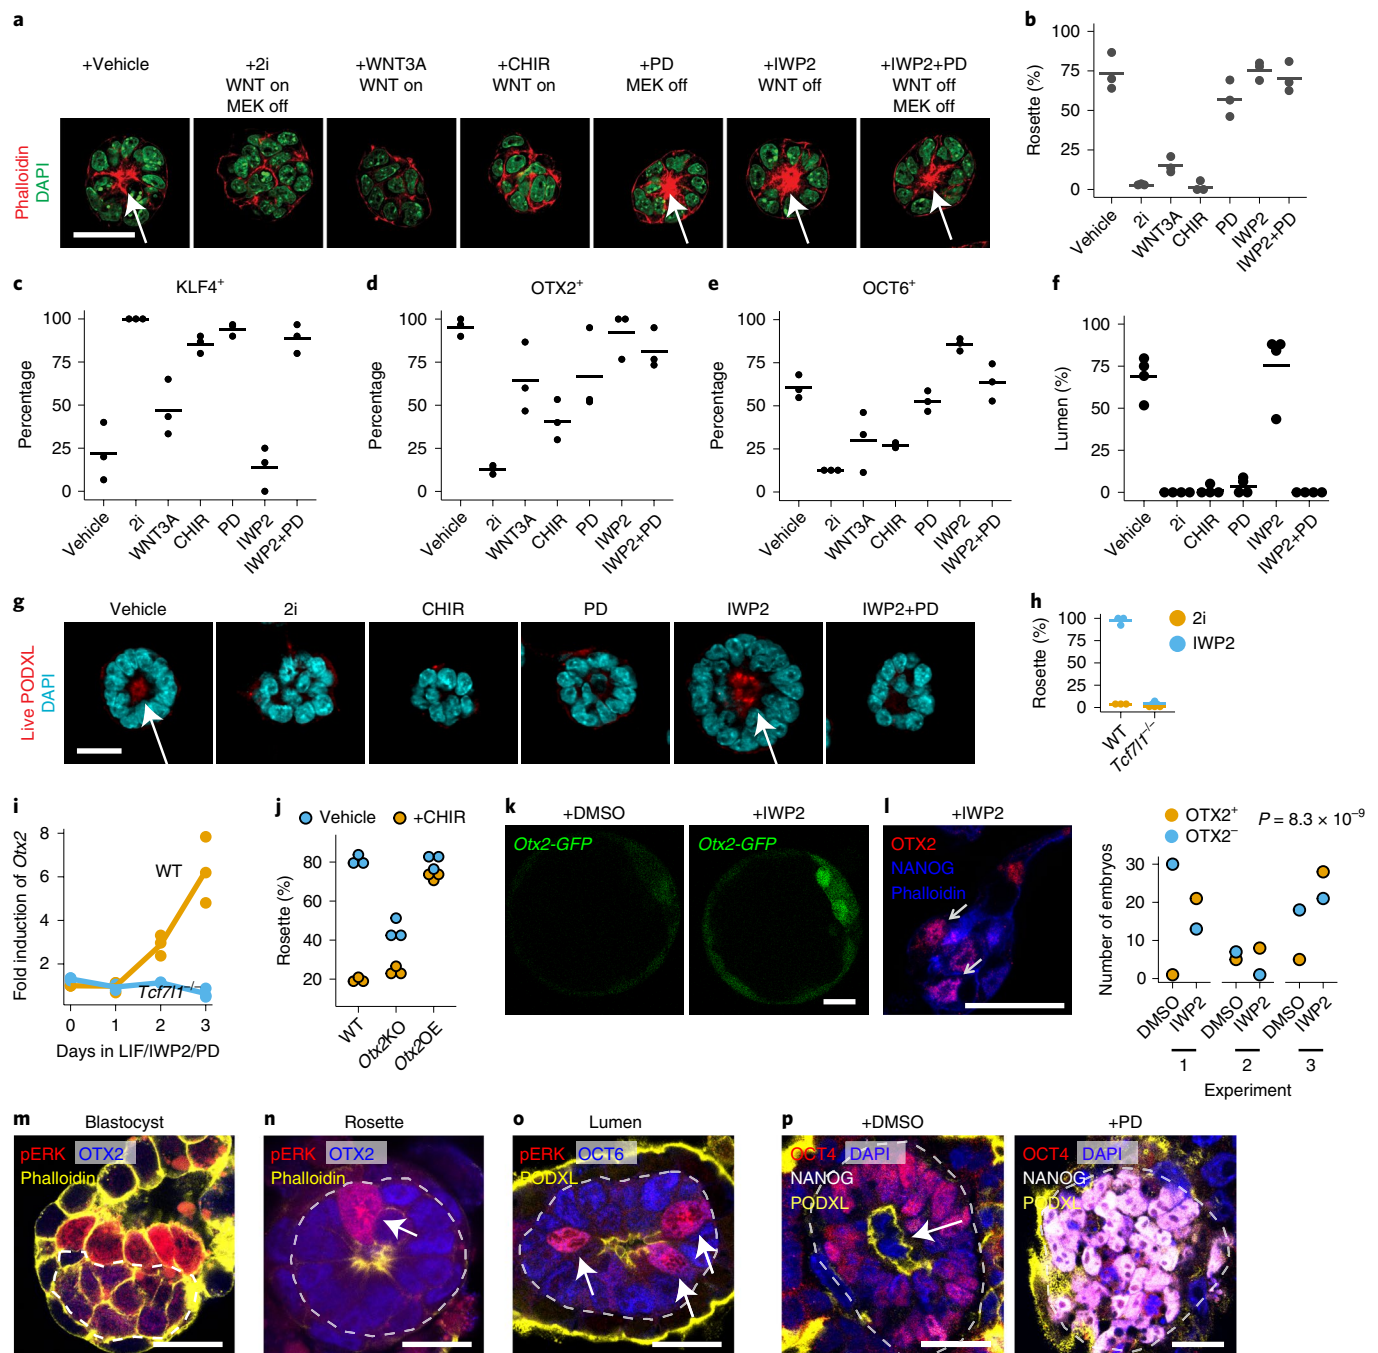 a
+Vehicle
+2i
WNT on
MEK off
+WNT3A
WNT on
+CHIR
WNT on
+PD
MEK off
+IWP2
WNT off
+IWP2+PD
WNT off
MEK off
Phalloidin
DAPI
b
Rosette (%)
100
75
50
25
0
Vehicle
2i
WNT3A
CHIR
PD
IWP2
IWP2+PD
c
KLF4⁺
Percentage
100
75
50
25
0
Vehicle
2i
WNT3A
CHIR
PD
IWP2
IWP2+PD
d
OTX2⁺
Percentage
100
75
50
25
0
Vehicle
2i
WNT3A
CHIR
PD
IWP2
IWP2+PD
e
OCT6⁺
Percentage
100
75
50
25
0
Vehicle
2i
WNT3A
CHIR
PD
IWP2
IWP2+PD
f
Lumen (%)
100
75
50
25
0
Vehicle
2i
CHIR
PD
IWP2
IWP2+PD
g
Vehicle
2i
CHIR
PD
IWP2
IWP2+PD
Live PODXL
DAPI
h
Rosette (%)
100
75
50
25
0
WT
Tcf7l1⁻/⁻
2i
IWP2
i
Fold induction of Otx2
8
6
4
2
WT
Tcf7l1⁻/⁻
0
1
2
3
Days in LIF/IWP2/PD
j
Vehicle
+CHIR
Rosette (%)
80
60
40
20
WT
Otx2KO
Otx2OE
k
+DMSO
+IWP2
Otx2-GFP
Otx2-GFP
l
+IWP2
OTX2
NANOG
Phalloidin
OTX2⁺
OTX2⁻
P = 8.3 × 10⁻⁹
Number of embryos
30
20
10
0
DMSO
IWP2
DMSO
IWP2
DMSO
IWP2
1
2
3
Experiment
m
Blastocyst
pERK OTX2
Phalloidin
n
Rosette
pERK OTX2
Phalloidin
o
Lumen
pERK OCT6
PODXL
p
+DMSO
OCT4 DAPI
NANOG
PODXL
+PD
OCT4 DAPI
NANOG
PODXL